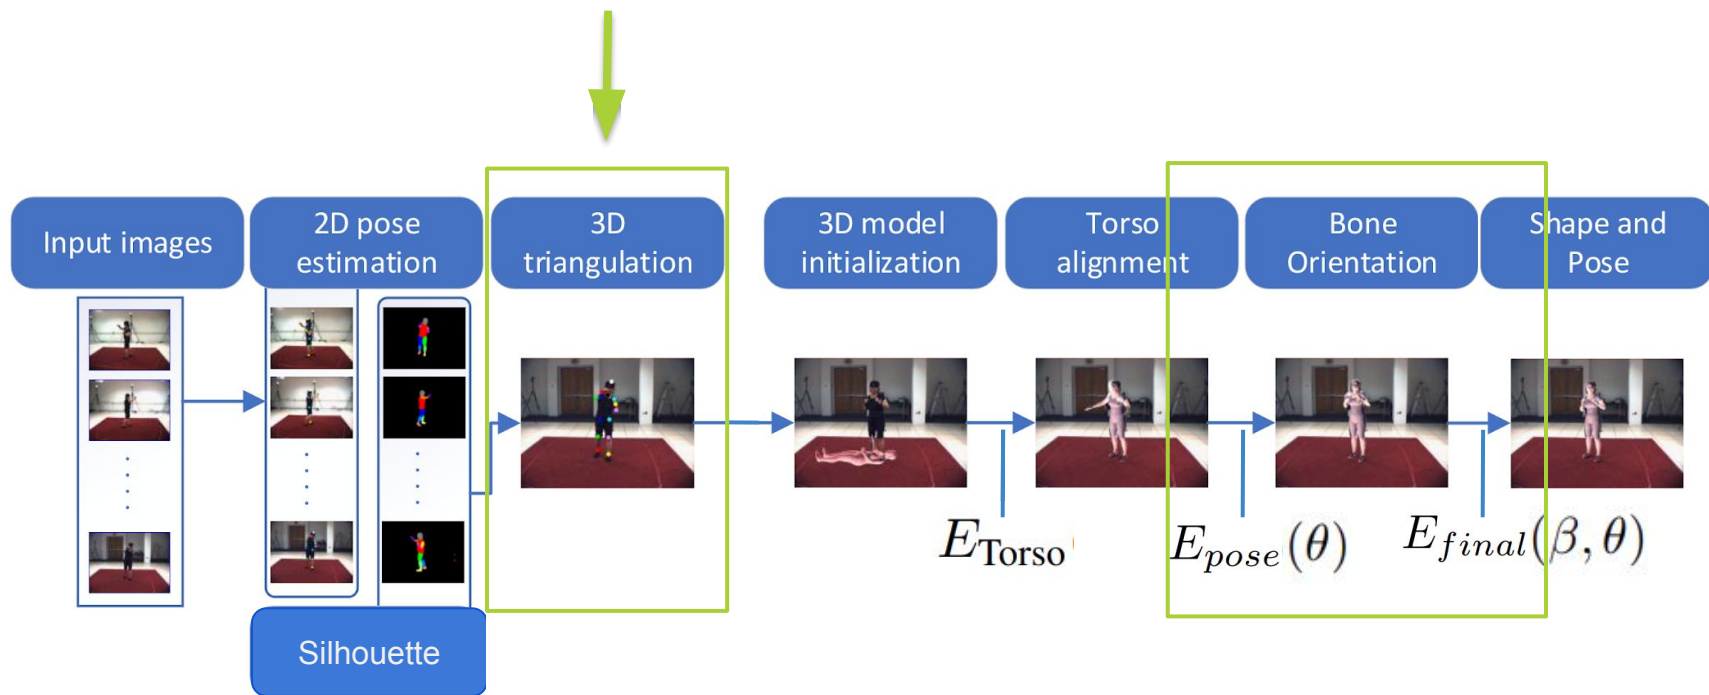 Input images
2D pose
estimation
3D
triangulation
3D model
initialization
Torso
alignment
Bone
Orientation
Shape and
Pose
E_Torso
E_pose(θ)
E_final(β, θ)
Silhouette